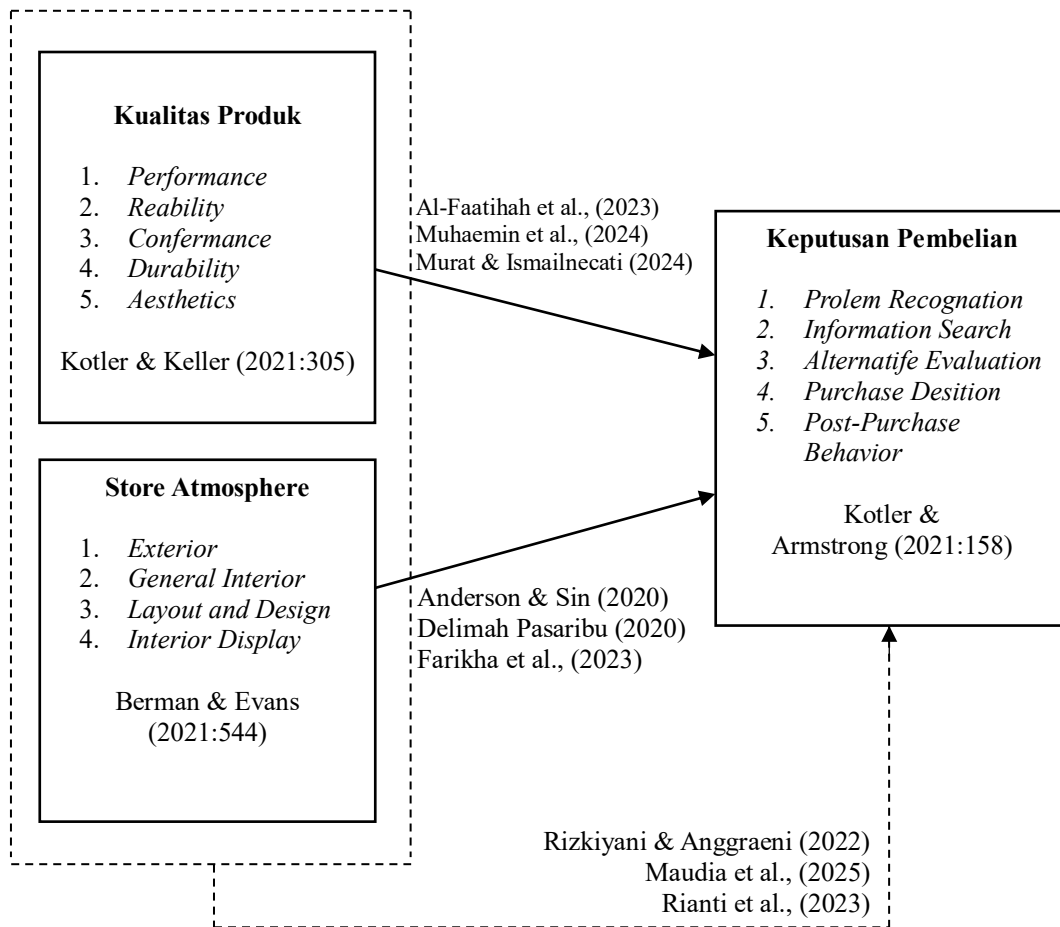 Kualitas Produk
1. Performance
2. Reability
3. Confermance
4. Durability
5. Aesthetics
Kotler & Keller (2021:305)
Al-Faatihah et al., (2023)
Muhaemin et al., (2024)
Murat & Ismailnecati (2024)
Keputusan Pembelian
1. Prolem Recognation
2. Information Search
3. Alternatife Evaluation
4. Purchase Desition
5. Post-Purchase
Behavior
Kotler &
Armstrong (2021:158)
Store Atmosphere
1. Exterior
2. General Interior
3. Layout and Design
4. Interior Display
Berman & Evans
(2021:544)
Anderson & Sin (2020)
Delimah Pasaribu (2020)
Farikha et al., (2023)
Rizkiyani & Anggraeni (2022)
Maudia et al., (2025)
Rianti et al., (2023)